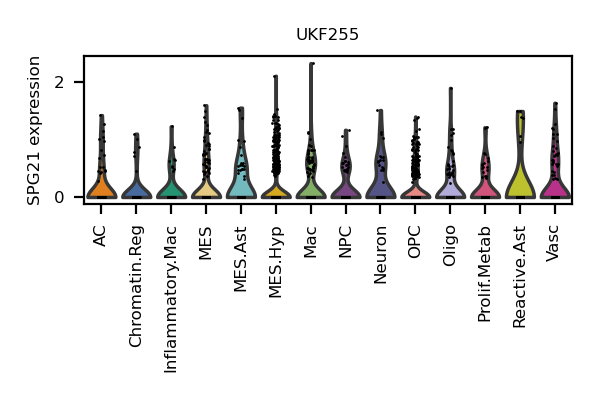 UKF255
SPG21 expression
2
0
AC
Chromatin.Reg
Inflammatory.Mac
MES
MES.Ast
MES.Hyp
Mac
NPC
Neuron
OPC
Oligo
Prolif.Metab
Reactive.Ast
Vasc